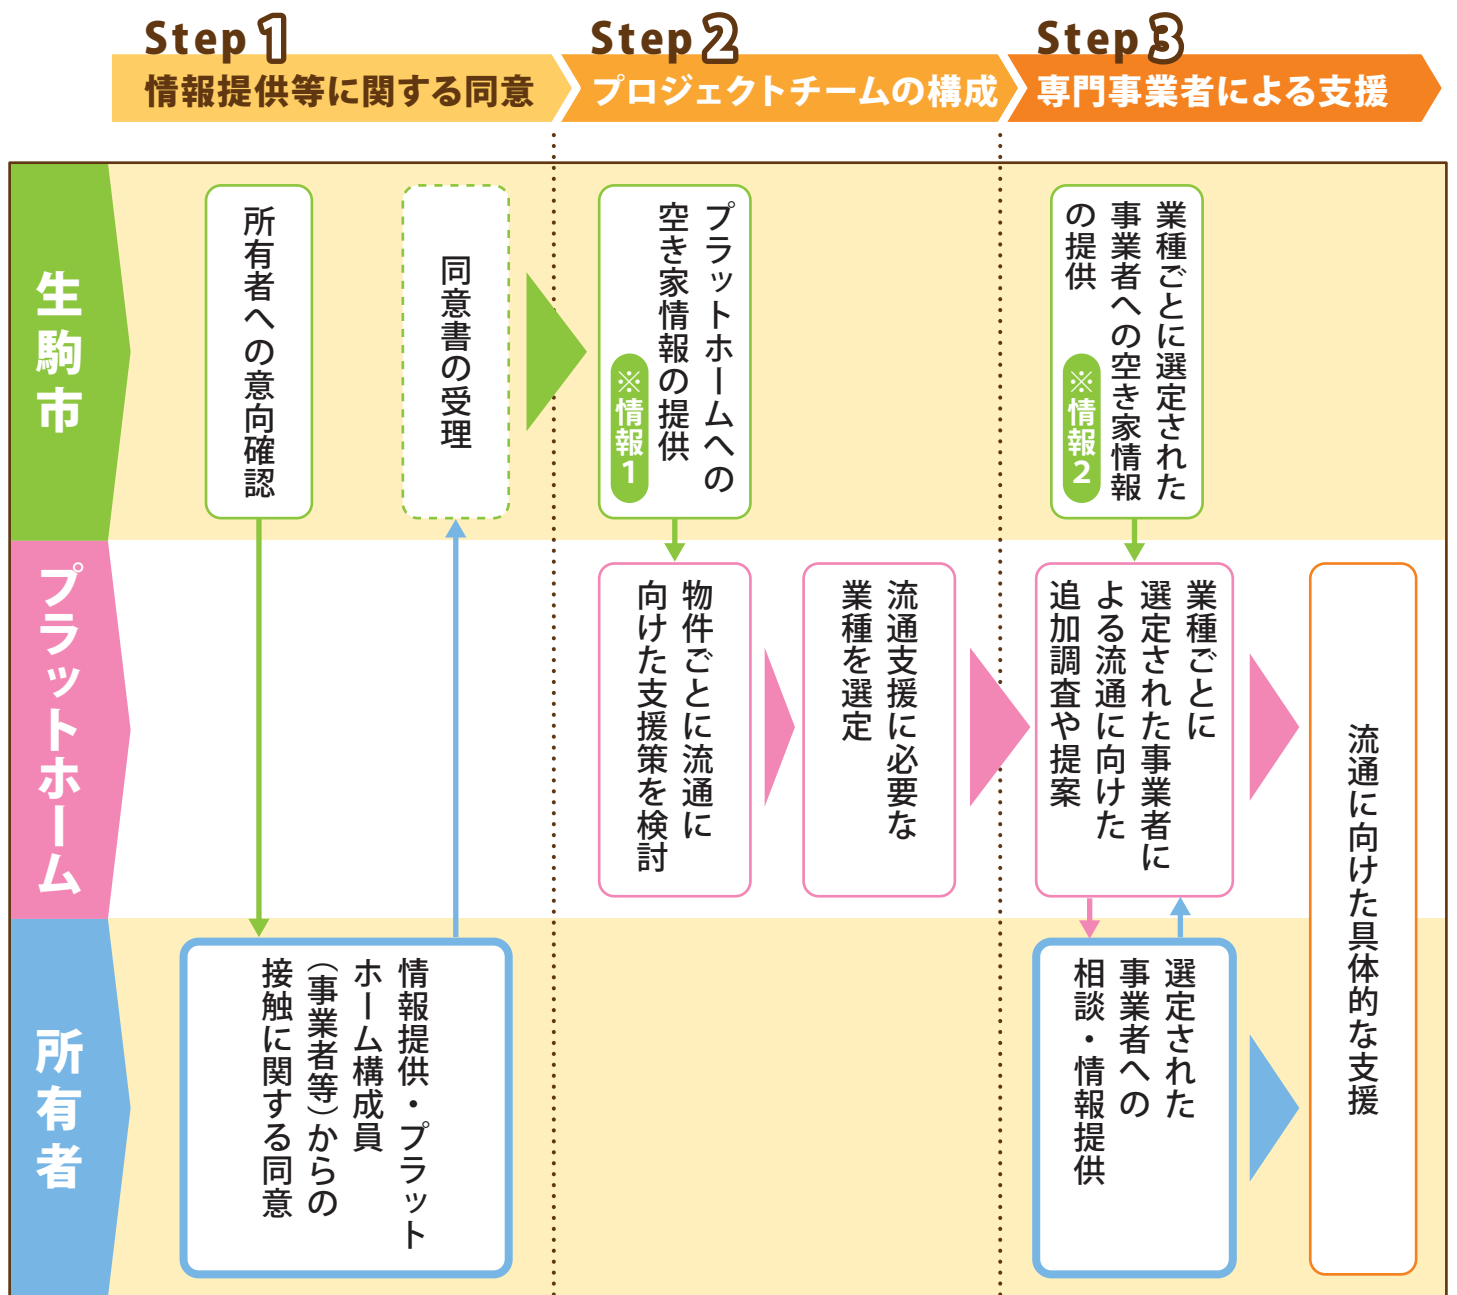 Step 1
情報提供等に関する同意
Step 2
プロジェクトチームの構成
Step 3
専門事業者による支援
生駒市
所有者への意向確認
同意書の受理
プラットホームへの
空き家情報の提供
※情報1
業種ごとに選定された
事業者への空き家情報
の提供
※情報2
プラットホーム
物件ごとに流通に
向けた支援策を検討
流通支援に必要な
業種を選定
業種ごとに
選定された事業者に
よる流通に向けた
追加調査や提案
流通に向けた具体的な支援
所有者
情報提供・プラット
ホーム構成員
（事業者等）からの
接触に関する同意
選定された
事業者への
相談・情報提供